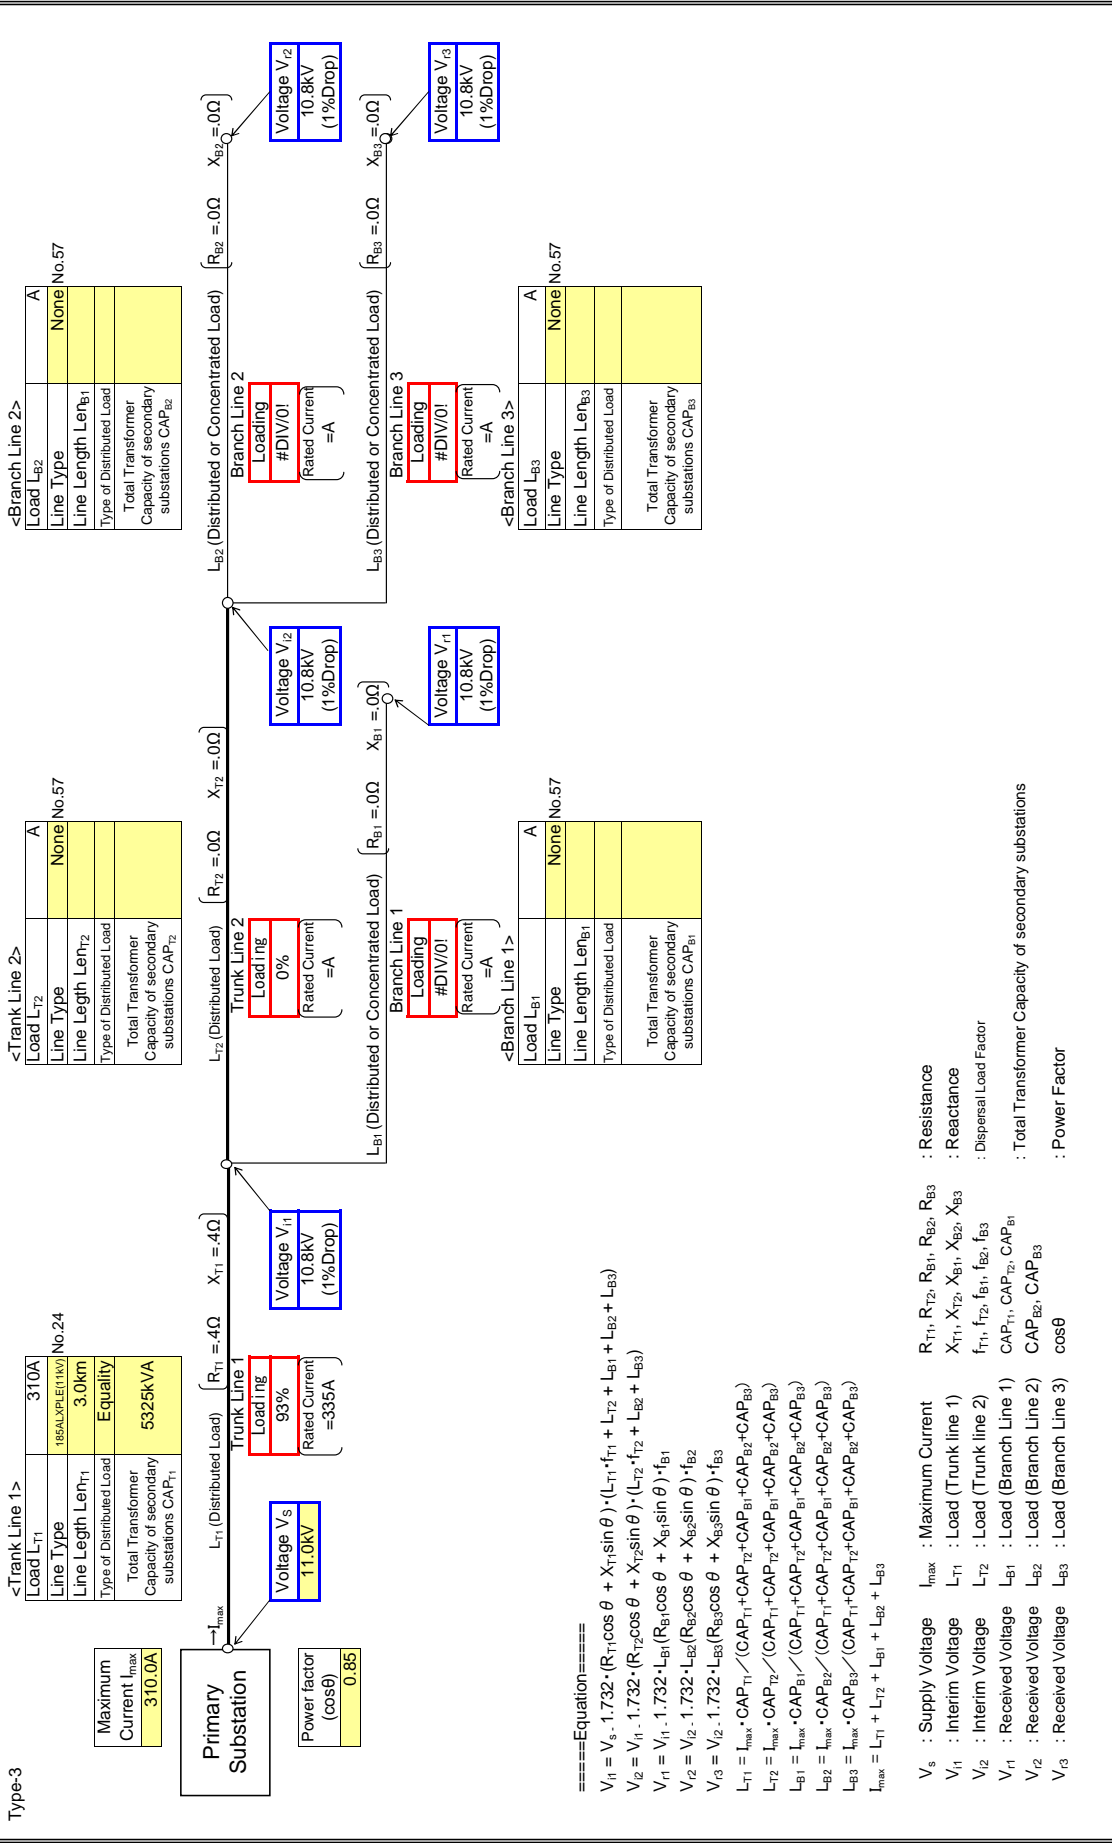 Type-3
<Trank Line 1>
Load LT1 310A
Line Type 185ALXPLE(11kV) No.24
Line Legth LenT1 3.0km
Type of Distributed Load Equality
Total Transformer
Capacity of secondary
substations CAPT1
5325kVA
<Trank Line 2>
Load LT2 A
Line Type None No.57
Line Length LenT2
Type of Distributed Load
Total Transformer
Capacity of secondary
substations CAPT2
<Branch Line 2>
Load LB2 A
Line Type None No.57
Line Length LenB1
Type of Distributed Load
Total Transformer
Capacity of secondary
substations CAPB2
Maximum
Current Imax
310.0A
Primary
Substation
→Imax
Power factor
(cosθ)
0.85
Voltage VS
11.0kV
LT1 (Distributed Load) RT1 =.4Ω XT1 =.4Ω
Trunk Line 1
Loading
93%
Rated Current
=335A
Voltage Vi1
10.8kV
(1%Drop)
LT2 (Distributed Load) RT2 =.0Ω XT2 =.0Ω
Trunk Line 2
Loading
0%
Rated Current
=A
Voltage Vi2
10.8kV
(1%Drop)
LB2 (Distributed or Concentrated Load) RB2 =.0Ω XB2 =.0Ω
Branch Line 2
Loading
#DIV/0!
Rated Current
=A
Voltage Vr2
10.8kV
(1%Drop)
LB1 (Distributed or Concentrated Load) RB1 =.0Ω XB1 =.0Ω
Branch Line 1
Loading
#DIV/0!
Rated Current
=A
Voltage Vr1
10.8kV
(1%Drop)
LB3 (Distributed or Concentrated Load) RB3 =.0Ω XB3 =.0Ω
Branch Line 3
Loading
#DIV/0!
Rated Current
=A
Voltage Vr3
10.8kV
(1%Drop)
<Branch Line 1>
Load LB1 A
Line Type None No.57
Line Length LenB1
Type of Distributed Load
Total Transformer
Capacity of secondary
substations CAPB1
<Branch Line 3>
Load LB3 A
Line Type None No.57
Line Length LenB3
Type of Distributed Load
Total Transformer
Capacity of secondary
substations CAPB3
=====Equation=====
Vi1 = Vs - 1.732・(RT1cos θ + XT1sin θ)・(LT1・fT1 + LT2 + LB1 + LB2 + LB3)
Vi2 = Vi1 - 1.732・(RT2cos θ + XT2sin θ)・(LT2・fT2 + LB2 + LB3)
Vr1 = Vi1 - 1.732・LB1(RB1cos θ + XB1sin θ)・fB1
Vr2 = Vi2 - 1.732・LB2(RB2cos θ + XB2sin θ)・fB2
Vr3 = Vi2 - 1.732・LB3(RB3cos θ + XB3sin θ)・fB3
LT1 = Imax・CAPT1／(CAPT1+CAPT2+CAPB1+CAPB2+CAPB3)
LT2 = Imax・CAPT2／(CAPT1+CAPT2+CAPB1+CAPB2+CAPB3)
LB1 = Imax・CAPB1／(CAPT1+CAPT2+CAPB1+CAPB2+CAPB3)
LB2 = Imax・CAPB2／(CAPT1+CAPT2+CAPB1+CAPB2+CAPB3)
LB3 = Imax・CAPB3／(CAPT1+CAPT2+CAPB1+CAPB2+CAPB3)
Imax = LT1 + LT2 + LB1 + LB2 + LB3
Vs : Supply Voltage Imax : Maximum Current RT1, RT2, RB1, RB2, RB3 : Resistance
Vi1 : Interim Voltage LT1 : Load (Trunk line 1) XT1, XT2, XB1, XB2, XB3 : Reactance
Vi2 : Interim Voltage LT2 : Load (Trunk line 2) fT1, fT2, fB1, fB2, fB3 : Dispersal Load Factor
Vr1 : Received Voltage LB1 : Load (Branch Line 1) CAPT1, CAPT2, CAPB1
Vr2 : Received Voltage LB2 : Load (Branch Line 2) CAPB2, CAPB3 : Total Transformer Capacity of secondary substations
Vr3 : Received Voltage LB3 : Load (Branch Line 3) cosθ : Power Factor